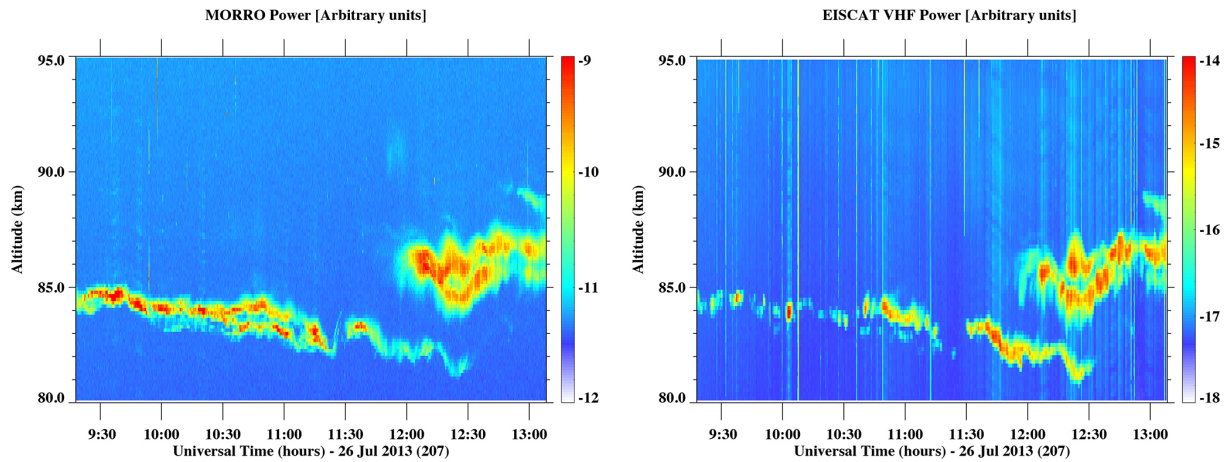 MORRO Power [Arbitrary units]
95.0
90.0
85.0
80.0
Altitude (km)
9:30 10:00 10:30 11:00 11:30 12:00 12:30 13:00
Universal Time (hours) - 26 Jul 2013 (207)
-9
-10
-11
-12
EISCAT VHF Power [Arbitrary units]
95.0
90.0
85.0
80.0
Altitude (km)
9:30 10:00 10:30 11:00 11:30 12:00 12:30 13:00
Universal Time (hours) - 26 Jul 2013 (207)
-14
-15
-16
-17
-18